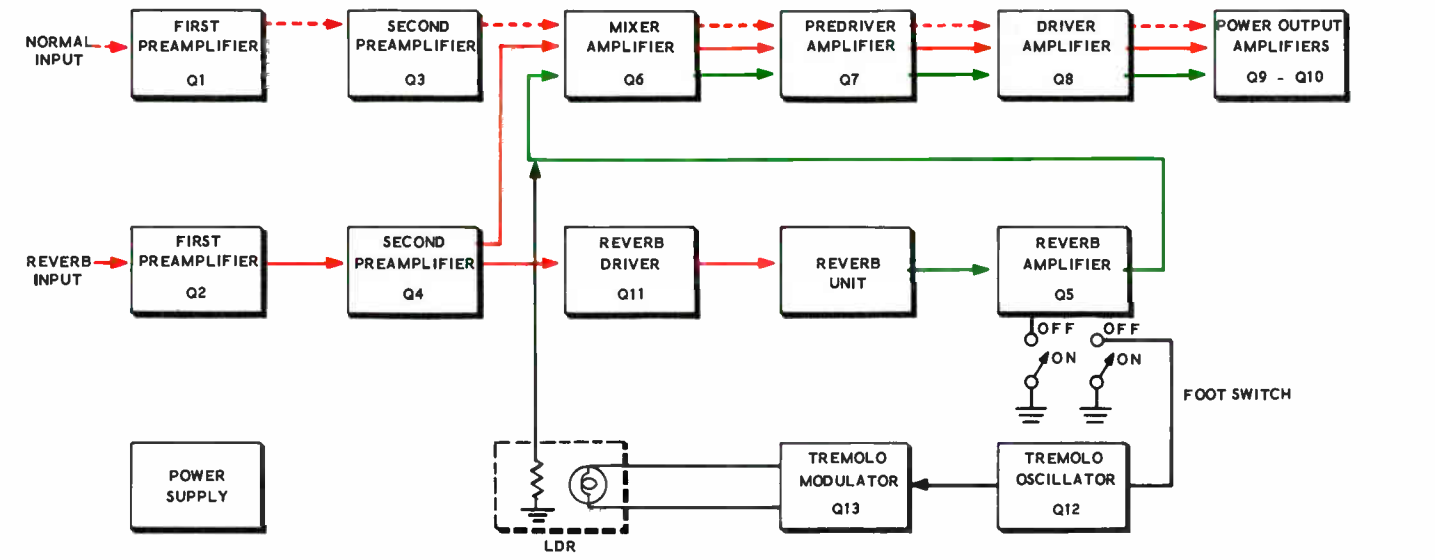 NORMAL
INPUT
FIRST
PREAMPLIFIER
Q1
SECOND
PREAMPLIFIER
Q3
MIXER
AMPLIFIER
Q6
PREDRIVER
AMPLIFIER
Q7
DRIVER
AMPLIFIER
Q8
POWER OUTPUT
AMPLIFIERS
Q9 - Q10
REVERB
INPUT
FIRST
PREAMPLIFIER
Q2
SECOND
PREAMPLIFIER
Q4
REVERB
DRIVER
Q11
REVERB
UNIT
REVERB
AMPLIFIER
Q5
OFF
ON
OFF
ON
FOOT SWITCH
POWER
SUPPLY
LDR
TREMOLO
MODULATOR
Q13
TREMOLO
OSCILLATOR
Q12